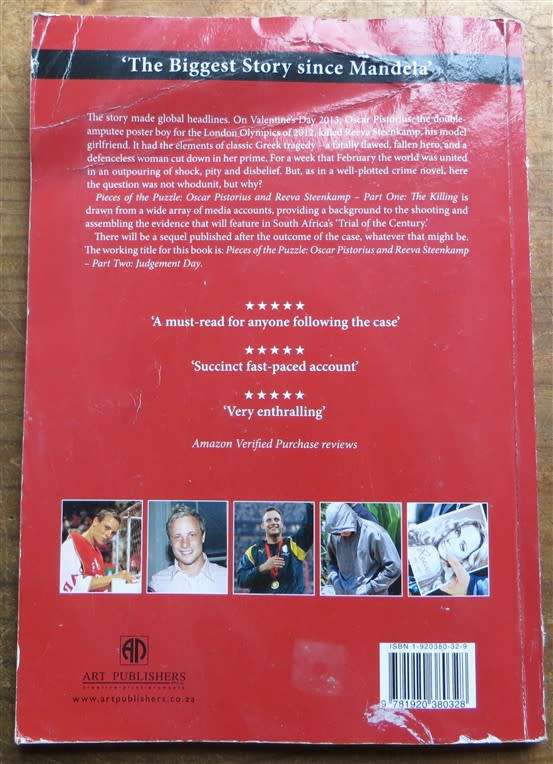 'The Biggest Story since Mandela'
The story made global headlines. On Valentine's Day 2013, Oscar Pistorius, the double-
amputee poster boy for the London Olympics of 2012, killed Reeva Steenkamp, his model
girlfriend. It had the elements of classic Greek tragedy – a fatally flawed, fallen hero, and a
defenceless woman cut down in her prime. For a week that February the world was united
in an outpouring of shock, pity and disbelief. But, as in a well-plotted crime novel, here
the question was not whodunit, but why?
Pieces of the Puzzle: Oscar Pistorius and Reeva Steenkamp – Part One: The Killing is
drawn from a wide array of media accounts, providing a background to the shooting and
assembling the evidence that will feature in South Africa's 'Trial of the Century.'
There will be a sequel published after the outcome of the case, whatever that might be.
The working title for this book is: Pieces of the Puzzle: Oscar Pistorius and Reeva Steenkamp
– Part Two: Judgement Day.
★★★★★
'A must-read for anyone following the case'
★★★★★
'Succinct fast-paced account'
★★★★★
'Very enthralling'
Amazon Verified Purchase reviews
ISBN 1-920380-32-9
9 781920 380328
ART PUBLISHERS
www.artpublishers.co.za